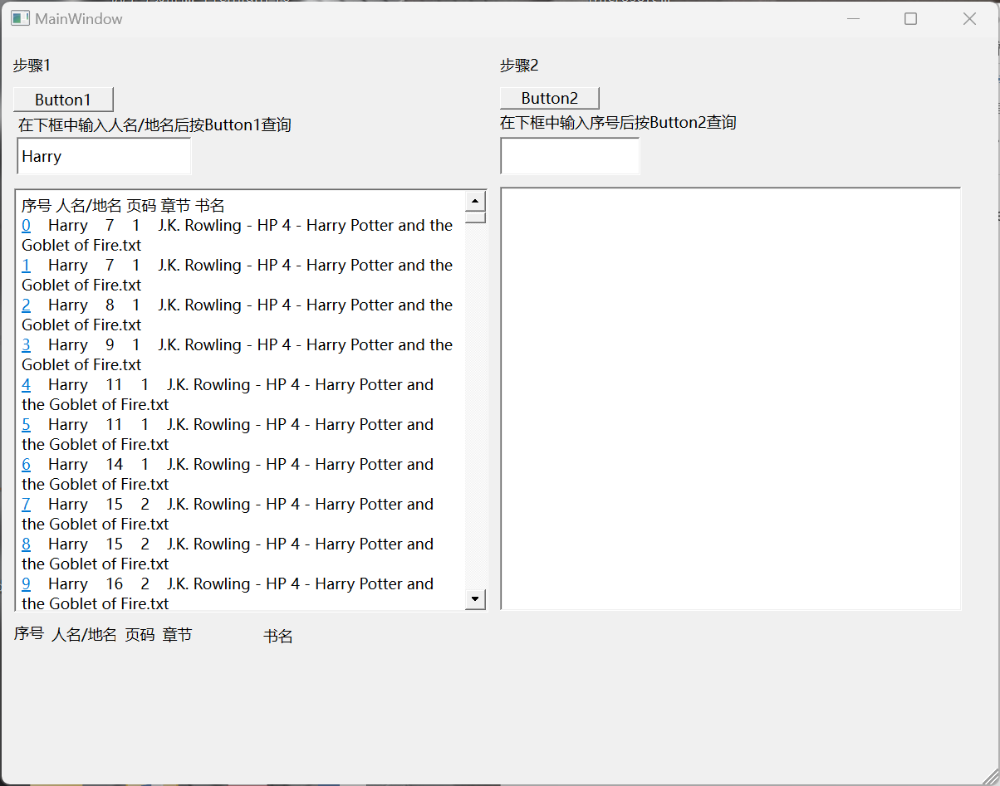 MainWindow
步骤1
Button1
在下框中输入人名/地名后按Button1查询
Harry
序号 人名/地名 页码 章节 书名
0 Harry 7 1 J.K. Rowling - HP 4 - Harry Potter and the
Goblet of Fire.txt
1 Harry 7 1 J.K. Rowling - HP 4 - Harry Potter and the
Goblet of Fire.txt
2 Harry 8 1 J.K. Rowling - HP 4 - Harry Potter and the
Goblet of Fire.txt
3 Harry 9 1 J.K. Rowling - HP 4 - Harry Potter and the
Goblet of Fire.txt
4 Harry 11 1 J.K. Rowling - HP 4 - Harry Potter and
the Goblet of Fire.txt
5 Harry 11 1 J.K. Rowling - HP 4 - Harry Potter and
the Goblet of Fire.txt
6 Harry 14 1 J.K. Rowling - HP 4 - Harry Potter and
the Goblet of Fire.txt
7 Harry 15 2 J.K. Rowling - HP 4 - Harry Potter and
the Goblet of Fire.txt
8 Harry 15 2 J.K. Rowling - HP 4 - Harry Potter and
the Goblet of Fire.txt
9 Harry 16 2 J.K. Rowling - HP 4 - Harry Potter and
the Goblet of Fire.txt
序号 人名/地名 页码 章节 书名
步骤2
Button2
在下框中输入序号后按Button2查询